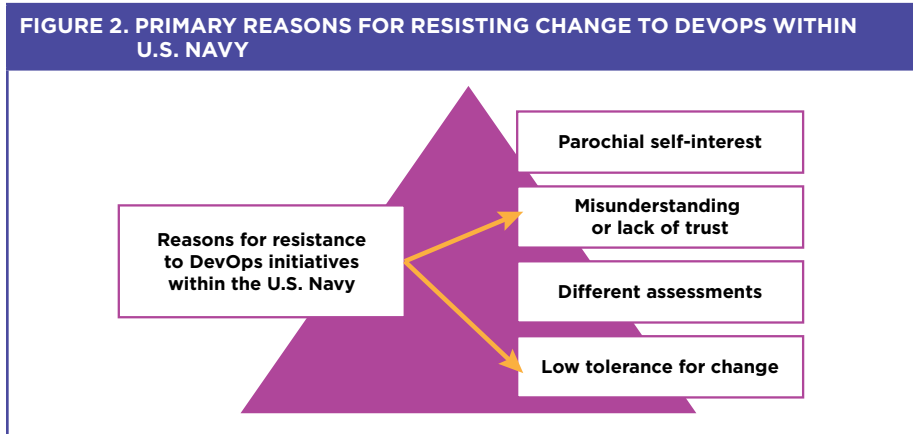 FIGURE 2. PRIMARY REASONS FOR RESISTING CHANGE TO DEVOPS WITHIN
U.S. NAVY
Reasons for resistance
to DevOps initiatives
within the U.S. Navy
Parochial self-interest
Misunderstanding
or lack of trust
Different assessments
Low tolerance for change